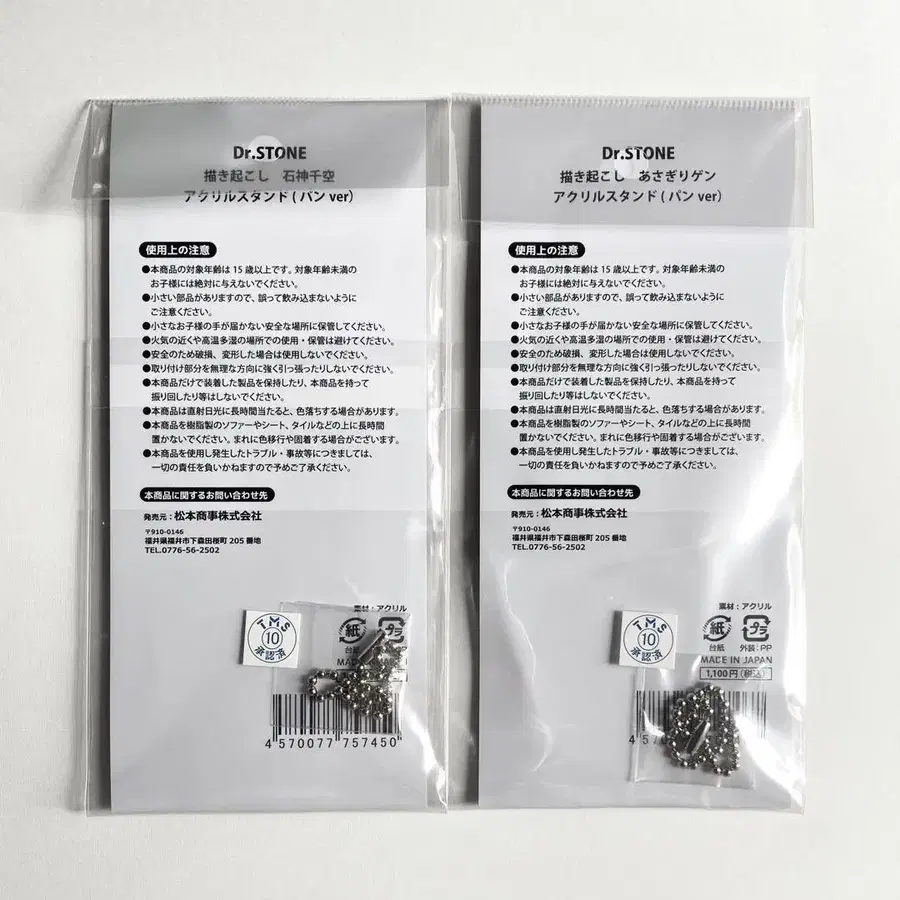 Dr.STONE
描き起こし 石神千空
アクリルスタンド(パン ver)
使用上の注意
●本商品の対象年齢は15歳以上です。対象年齢未満の
お子様には絶対に与えないでください。
●小さい部品がありますので、誤って飲み込まないように
ご注意ください。
●小さなお子様の手が届かない安全な場所に保管してください。
●火気の近くや高温多湿の場所での使用・保管は避けてください。
●安全のため破損、変形した場合は使用しないでください。
●取り付け部分を無理な方向に強く引っ張ったりしないでください。
●本商品だけで装着した製品を保持したり、本商品を持って
振り回したり等はしないでください。
●本商品は直射日光に長時間当たると、色落ちする場合があります。
●本商品を樹脂製のソファーやシート、タイルなどの上に長時間
置かないでください。まれに色移行や固着する場合がございます。
●本商品を使用し発生したトラブル・事故等につきましては、
一切の責任を負いかねますので予めご了承ください。
本商品に関するお問い合わせ先
発売元：松本商事株式会社
〒910-0146
福井県福井市下森田桜町205番地
TEL.0776-56-2502
素材：アクリル
TMS
10
承認済
紙
プラ
台紙
MADE
4570077757450
Dr.STONE
描き起こし あさぎりゲン
アクリルスタンド(パン ver)
使用上の注意
●本商品の対象年齢は15歳以上です。対象年齢未満の
お子様には絶対に与えないでください。
●小さい部品がありますので、誤って飲み込まないように
ご注意ください。
●小さなお子様の手が届かない安全な場所に保管してください。
●火気の近くや高温多湿の場所での使用・保管は避けてください。
●安全のため破損、変形した場合は使用しないでください。
●取り付け部分を無理な方向に強く引っ張ったりしないでください。
●本商品だけで装着した製品を保持したり、本商品を持って
振り回したり等はしないでください。
●本商品は直射日光に長時間当たると、色落ちする場合があります。
●本商品を樹脂製のソファーやシート、タイルなどの上に長時間
置かないでください。まれに色移行や固着する場合がございます。
●本商品を使用し発生したトラブル・事故等につきましては、
一切の責任を負いかねますので予めご了承ください。
本商品に関するお問い合わせ先
発売元：松本商事株式会社
〒910-0146
福井県福井市下森田桜町205番地
TEL.0776-56-2502
素材：アクリル
TMS
10
承認済
紙
プラ
台紙 外装：PP
MADE IN JAPAN
1,100円(税込)
457